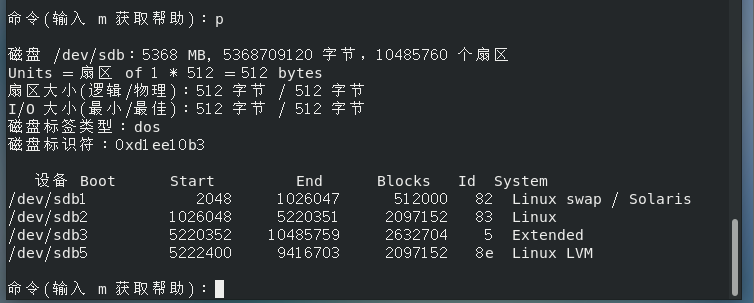 命令(输入 m 获取帮助)：p
磁盘 /dev/sdb：5368 MB, 5368709120 字节，10485760 个扇区
Units = 扇区 of 1 * 512 = 512 bytes
扇区大小(逻辑/物理)：512 字节 / 512 字节
I/O 大小(最小/最佳)：512 字节 / 512 字节
磁盘标签类型：dos
磁盘标识符：0xd1ee10b3
设备 Boot      Start         End      Blocks   Id  System
/dev/sdb1            2048     1026047      512000   82  Linux swap / Solaris
/dev/sdb2         1026048     5220351     2097152   83  Linux
/dev/sdb3         5220352    10485759     2632704    5  Extended
/dev/sdb5         5222400     9416703     2097152   8e  Linux LVM
命令(输入 m 获取帮助)：